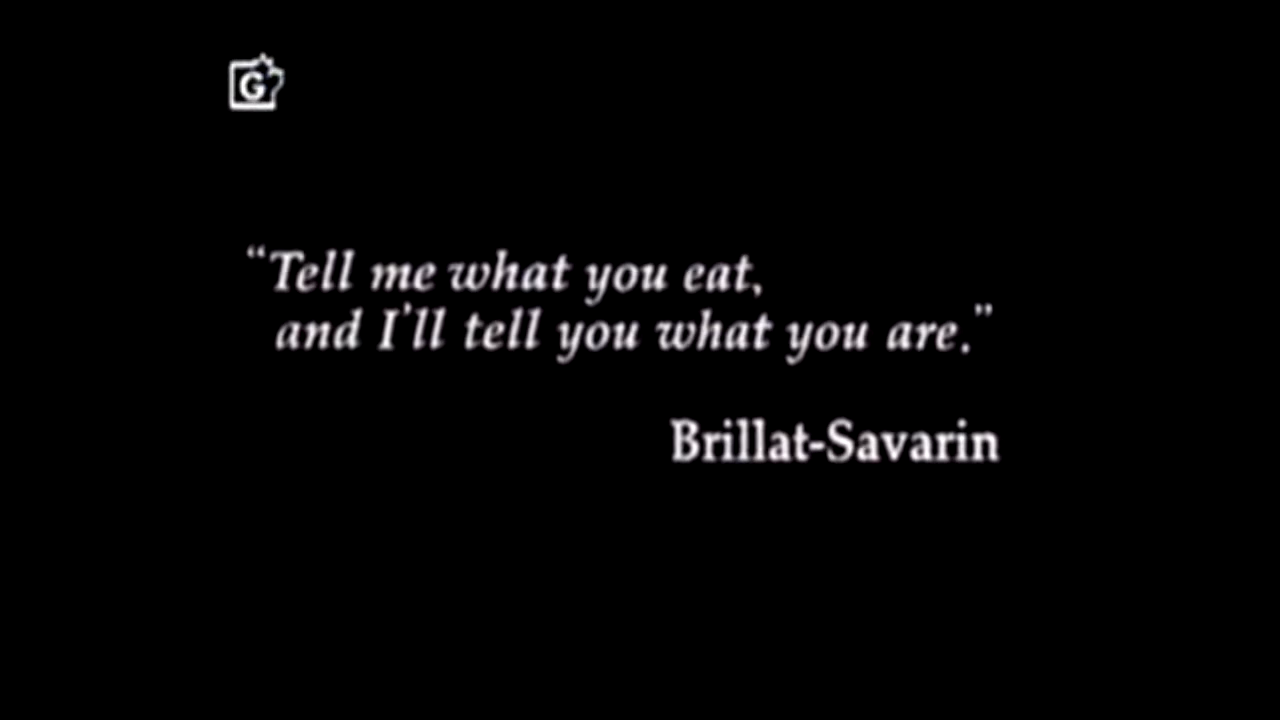 G
“Tell me what you eat,
and I'll tell you what you are.”
Brillat-Savarin